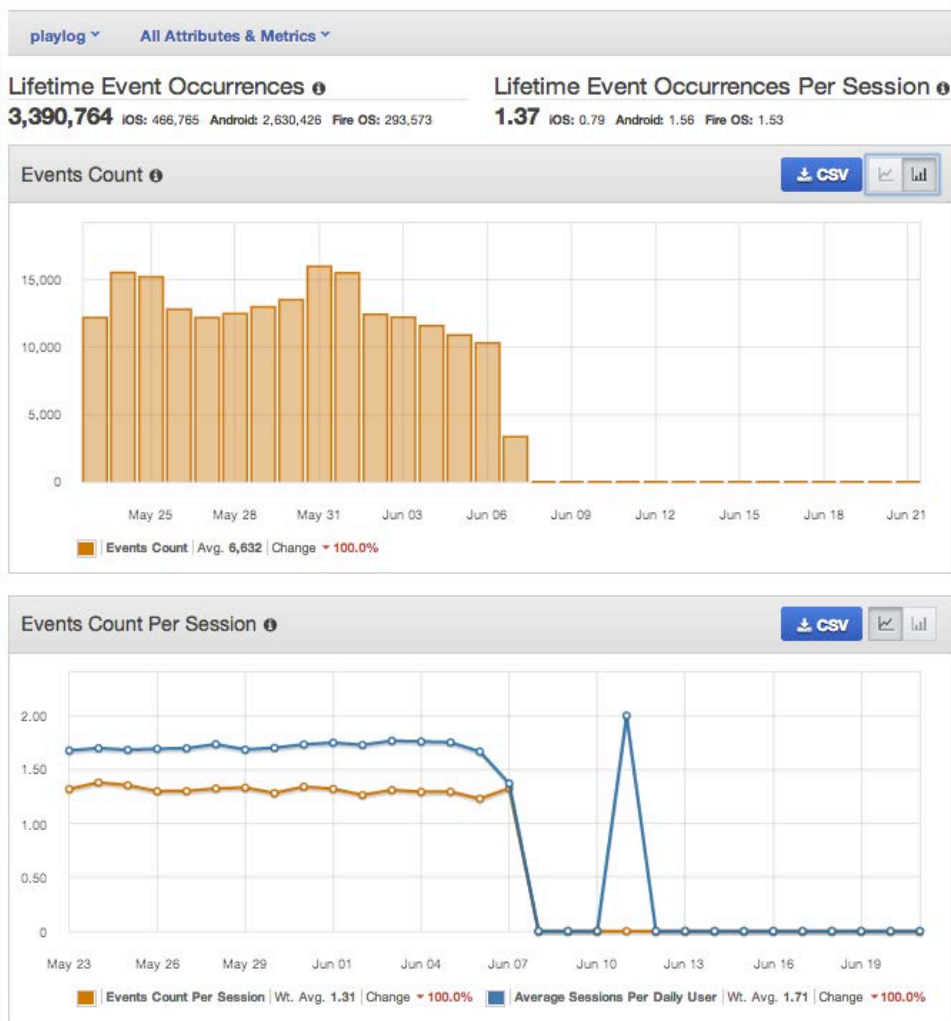 playlog All Attributes & Metrics
Lifetime Event Occurrences
3,390,764 iOS: 466,765 Android: 2,630,426 Fire OS: 293,573
Lifetime Event Occurrences Per Session
1.37 iOS: 0.79 Android: 1.56 Fire OS: 1.53
Events Count
CSV
15,000
10,000
5,000
0
May 25 May 28 May 31 Jun 03 Jun 06 Jun 09 Jun 12 Jun 15 Jun 18 Jun 21
Events Count Avg. 6,632 Change 100.0%
Events Count Per Session
CSV
2.00
1.50
1.00
0.50
0
May 23 May 26 May 29 Jun 01 Jun 04 Jun 07 Jun 10 Jun 13 Jun 16 Jun 19
Events Count Per Session Wt. Avg. 1.31 Change 100.0% Average Sessions Per Daily User Wt. Avg. 1.71 Change 100.0%